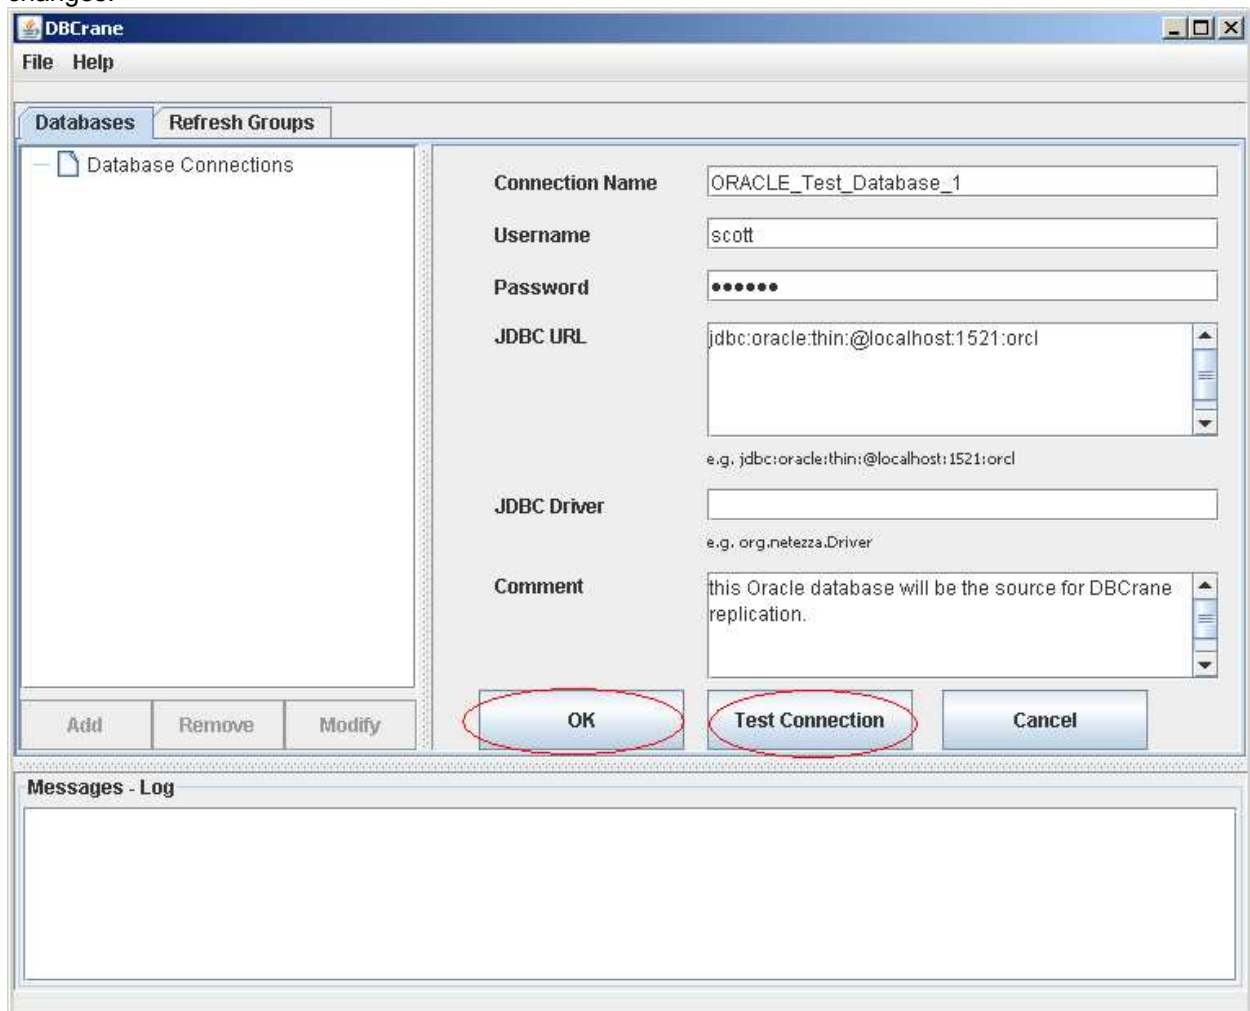 changes.
DBCrane
File Help
Databases Refresh Groups
Database Connections
Connection Name ORACLE_Test_Database_1
Username scott
Password ••••••
JDBC URL jdbc:oracle:thin:@localhost:1521:orcl
e.g. jdbc:oracle:thin:@localhost:1521:orcl
JDBC Driver
e.g. org.netezza.Driver
Comment this Oracle database will be the source for DBCrane
replication.
Add Remove Modify OK Test Connection Cancel
Messages - Log